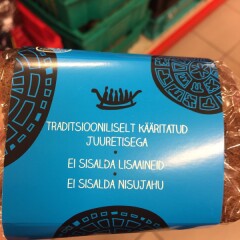 TRADITSIOONILISELT KÄÄRITATUD
JUURETISEGA
•
EI SISALDA LISAAINEID
•
EI SISALDA NISUJAHU